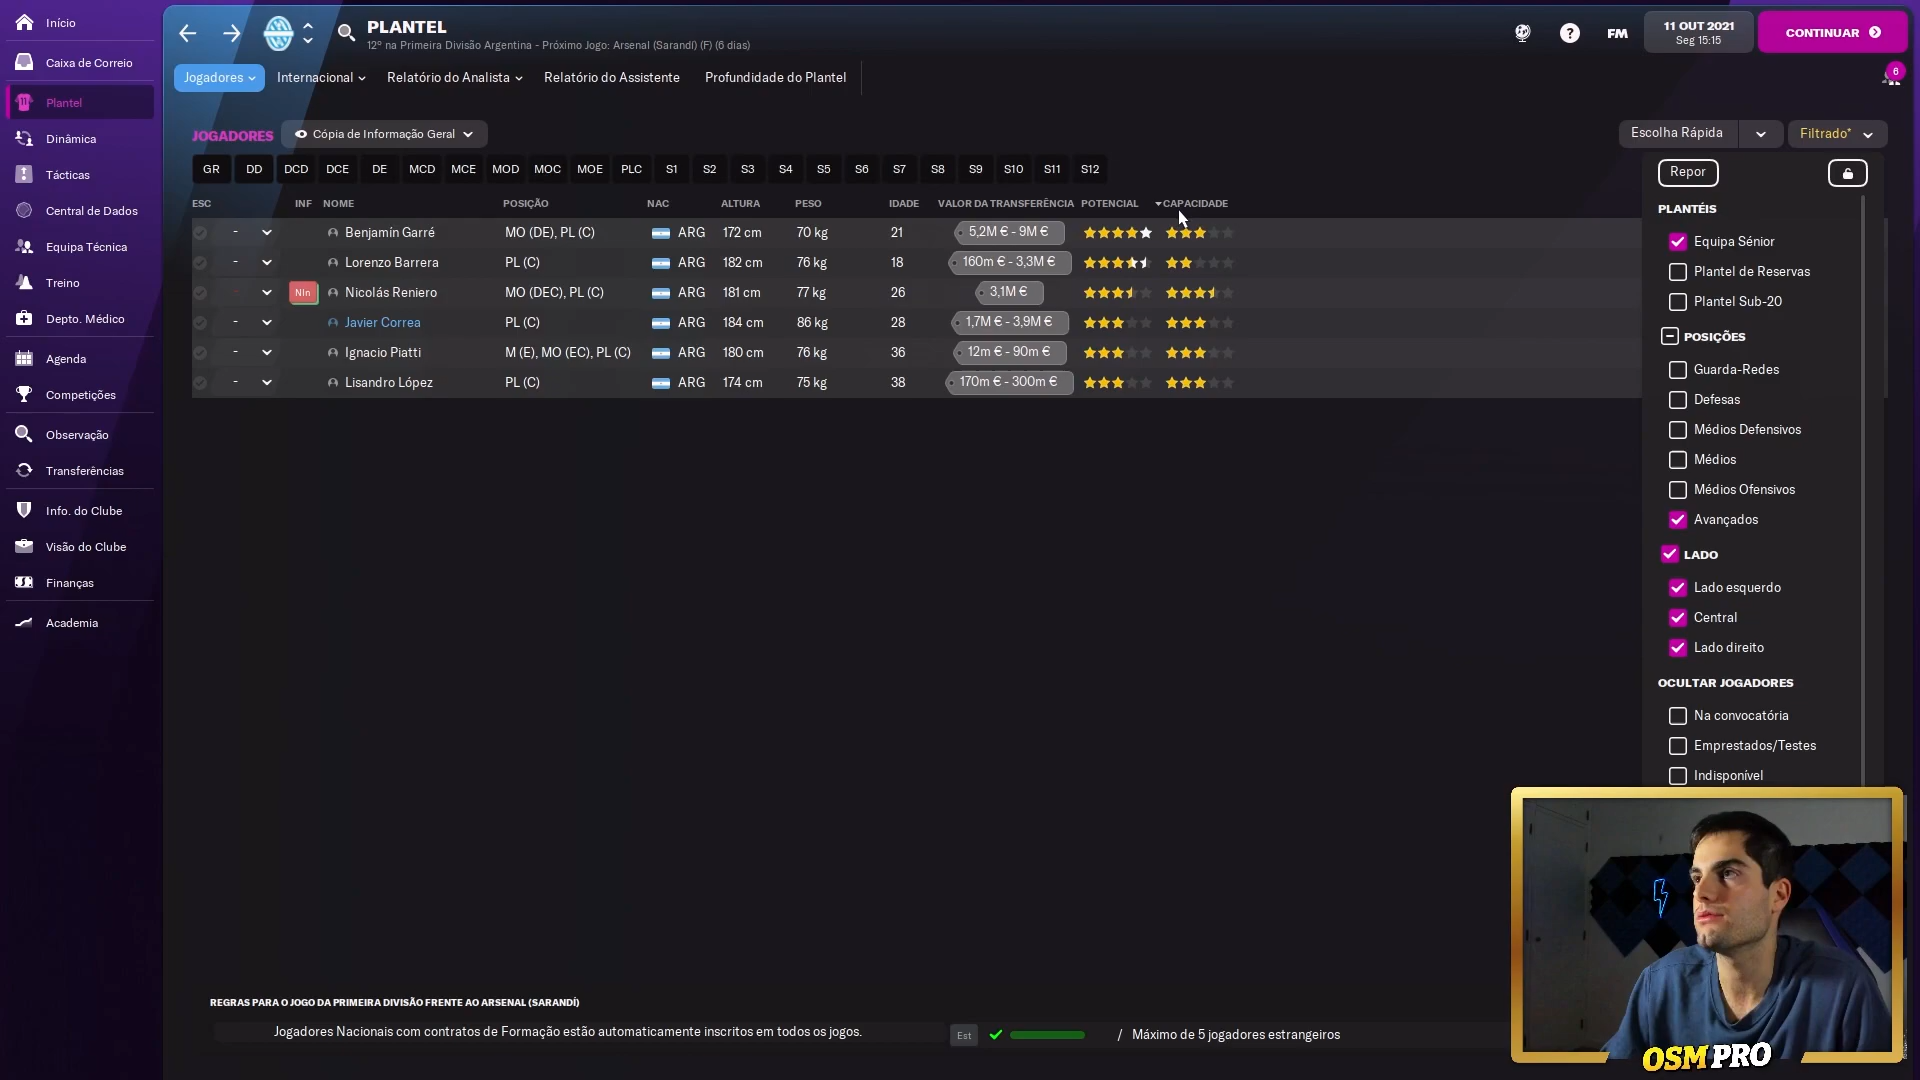 Início
Caixa de Correio
Plantel
Dinâmica
Tácticas
Central de Dados
Equipa Técnica
Treino
Depto. Médico
Agenda
Competições
Observação
Transferências
Info. do Clube
Visão do Clube
Finanças
Academia
PLANTEL
12º na Primeira Divisão Argentina - Próximo Jogo: Arsenal (Sarandí) (F) (6 dias)
FM
11 OUT 2021
Seg 15:15
CONTINUAR
6
Jogadores Internacional Relatório do Analista Relatório do Assistente Profundidade do Plantel
JOGADORES Cópia de Informação Geral
Escolha Rápida Filtrado*
GR DD DCD DCE DE MCD MCE MOD MOC MOE PLC S1 S2 S3 S4 S5 S6 S7 S8 S9 S10 S11 S12
ESC INF NOME POSIÇÃO NAC ALTURA PESO IDADE VALOR DA TRANSFERÊNCIA POTENCIAL CAPACIDADE
- Benjamín Garré MO (DE), PL (C) ARG 172 cm 70 kg 21 5,2M € - 9M €
- Lorenzo Barrera PL (C) ARG 182 cm 76 kg 18 160m € - 3,3M €
- NIn Nicolás Reniero MO (DEC), PL (C) ARG 181 cm 77 kg 26 3,1M €
- Javier Correa PL (C) ARG 184 cm 86 kg 28 1,7M € - 3,9M €
- Ignacio Piatti M (E), MO (EC), PL (C) ARG 180 cm 76 kg 36 12m € - 90m €
- Lisandro López PL (C) ARG 174 cm 75 kg 38 170m € - 300m €
Repor
PLANTÉIS
Equipa Sénior
Plantel de Reservas
Plantel Sub-20
POSIÇÕES
Guarda-Redes
Defesas
Médios Defensivos
Médios
Médios Ofensivos
Avançados
LADO
Lado esquerdo
Central
Lado direito
OCULTAR JOGADORES
Na convocatória
Emprestados/Testes
Indisponível
REGRAS PARA O JOGO DA PRIMEIRA DIVISÃO FRENTE AO ARSENAL (SARANDÍ)
Jogadores Nacionais com contratos de Formação estão automaticamente inscritos em todos os jogos.
Est / Máximo de 5 jogadores estrangeiros
OSM PRO